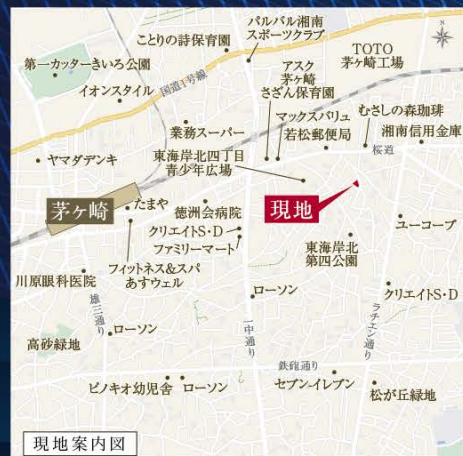 パルバル湘南
スポーツクラブ
ことりの詩保育園
TOTO
茅ヶ崎工場
第一カッターきいろ公園
国道1号線
アスク
茅ヶ崎
さざん保育園
イオンスタイル
マックスバリュ
むさしの森珈琲
業務スーパー
若松郵便局
湘南信用金庫
ヤマダデンキ
東海岸北四丁目
青少年広場
桜道
茅ヶ崎
たまや
徳洲会病院
現地
クリエイトS・D
ファミリーマート
ユーコープ
東海岸北
第四公園
フィットネス&スパ
あすウェル
川原眼科医院
雄三通り
ローソン
一中通り
ラチエン通り
クリエイトS・D
ローソン
高砂緑地
鉄砲通り
ピノキオ幼児舎
ローソン
セブン-イレブン
松が丘緑地
現地案内図